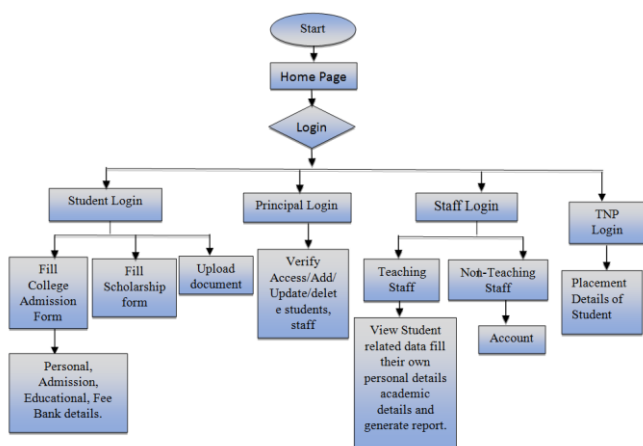 Start
Home Page
Login
Student Login
Principal Login
Staff Login
TNP
Login
Fill
College
Admission
Form
Fill
Scholarship
form
Upload
document
Verify
Access/Add/
Update/delet
e students,
staff
Teaching
Staff
Non-Teaching
Staff
Placement
Details of
Student
Personal,
Admission,
Educational, Fee
Bank details.
View Student
related data fill
their own
personal details
academic
details and
generate report.
Account